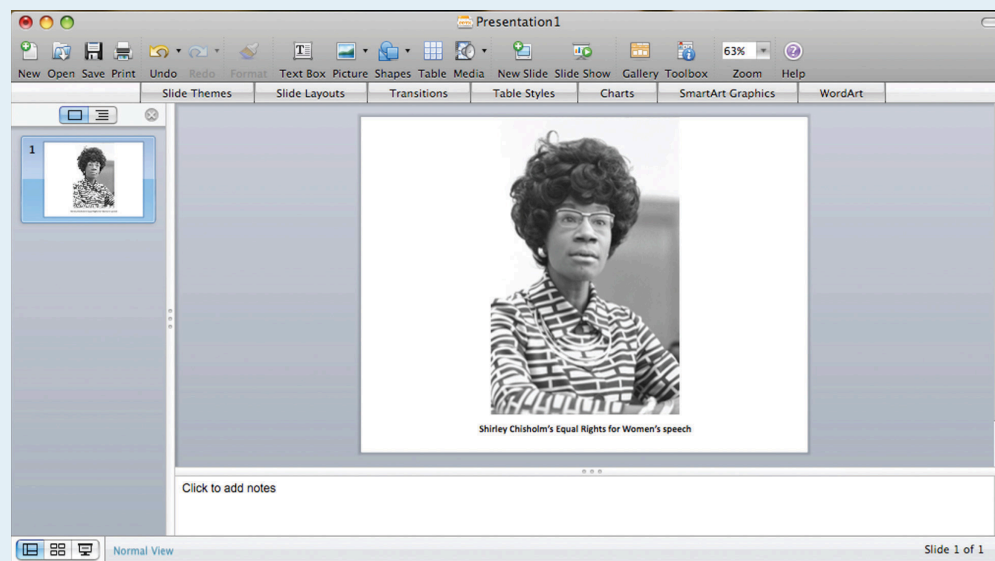 Presentation1
New Open Save Print Undo Redo Format Text Box Picture Shapes Table Media New Slide Slide Show Gallery Toolbox 63% Zoom Help
Slide Themes Slide Layouts Transitions Table Styles Charts SmartArt Graphics WordArt
1
Shirley Chisholm's Equal Rights for Women's speech
Click to add notes
Normal View Slide 1 of 1